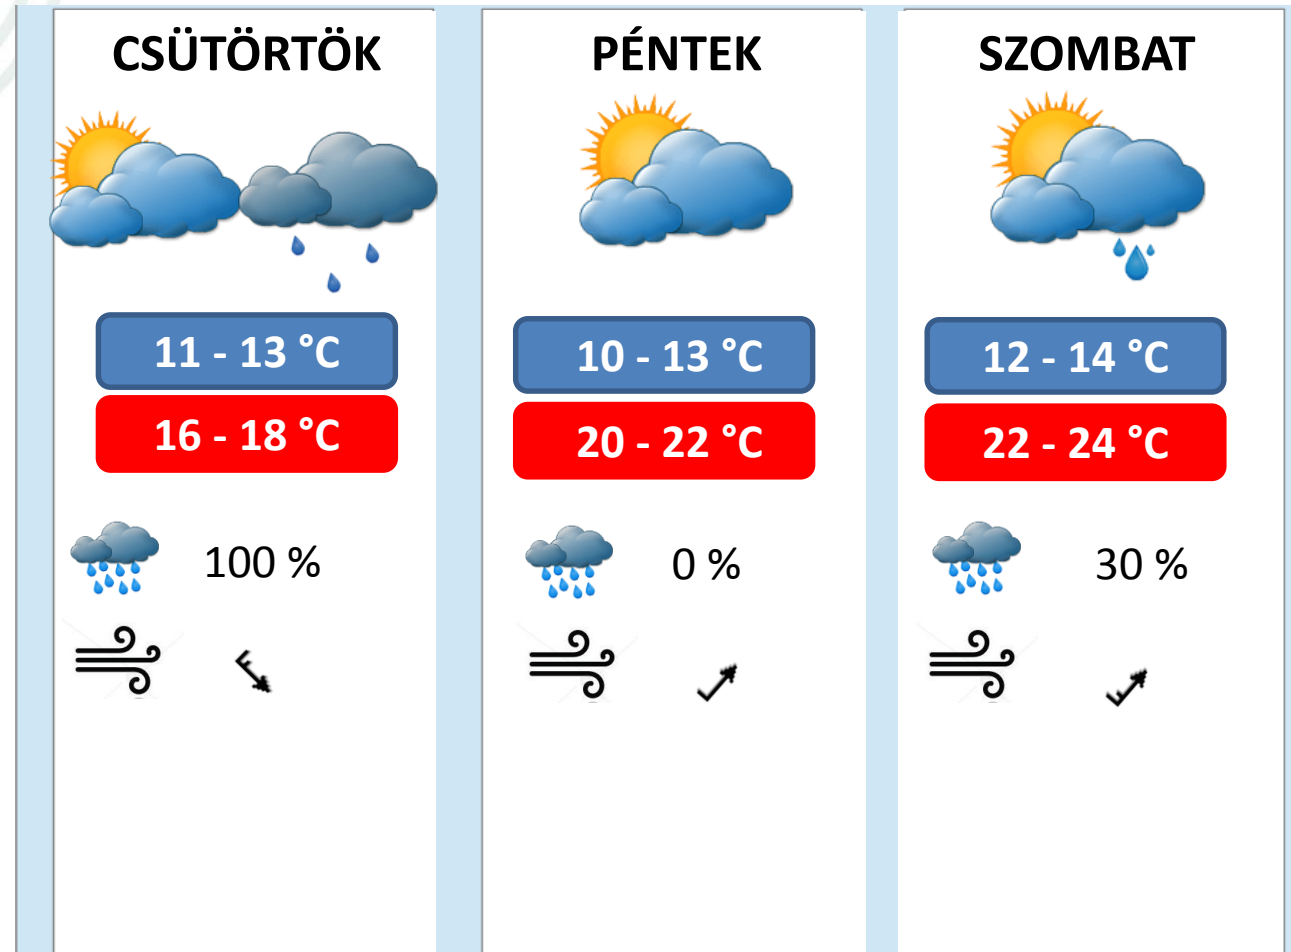 CSÜTÖRTÖK
11 - 13 °C
16 - 18 °C
100 %
PÉNTEK
10 - 13 °C
20 - 22 °C
0 %
SZOMBAT
12 - 14 °C
22 - 24 °C
30 %